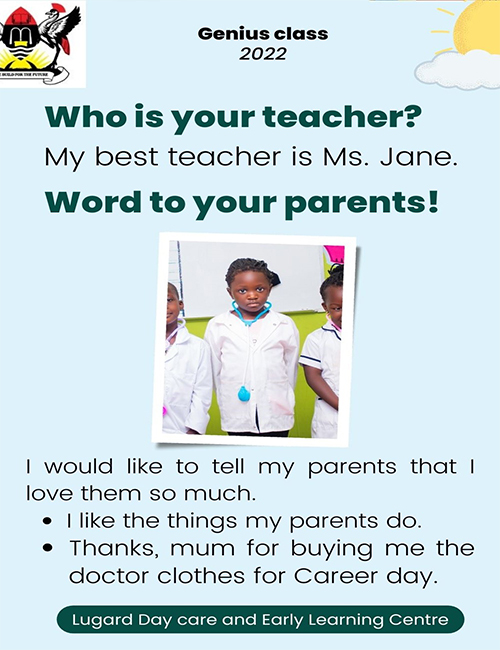 BUILD FOR THE FUTURE
Genius class
2022
Who is your teacher?
My best teacher is Ms. Jane.
Word to your parents!
I would like to tell my parents that I
love them so much.
• I like the things my parents do.
• Thanks, mum for buying me the
doctor clothes for Career day.
Lugard Day care and Early Learning Centre